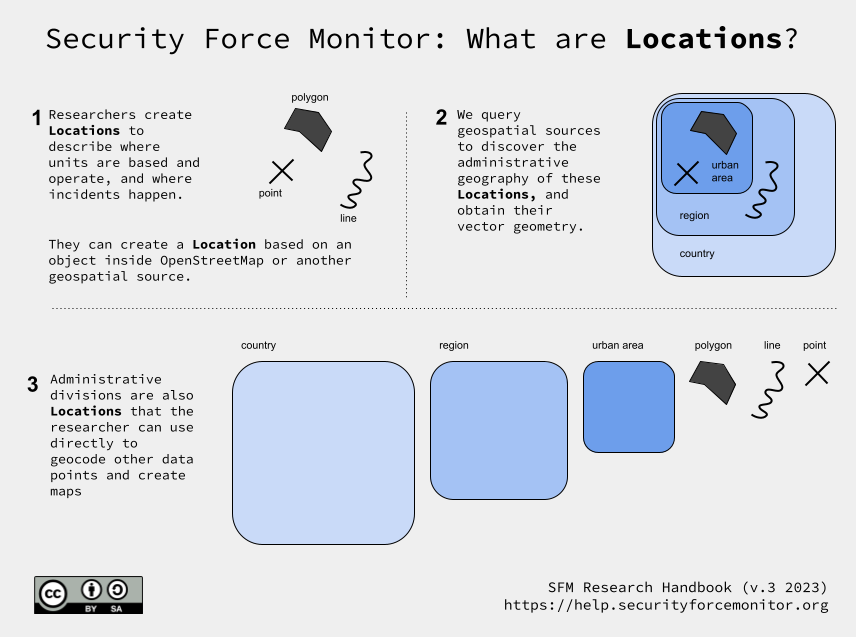 Security Force Monitor: What are Locations?
1
Researchers create
Locations to
describe where
units are based and
operate, and where
incidents happen.
polygon
point
line
They can create a Location based on an
object inside OpenStreetMap or another
geospatial source.
2
We query
geospatial sources
to discover the
administrative
geography of these
Locations, and
obtain their
vector geometry.
urban
area
region
country
3
Administrative
divisions are also
Locations that the
researcher can use
directly to
geocode other data
points and create
maps
country
region
urban area
polygon
line
point
cc
BY SA
SFM Research Handbook (v.3 2023)
https://help.securityforcemonitor.org